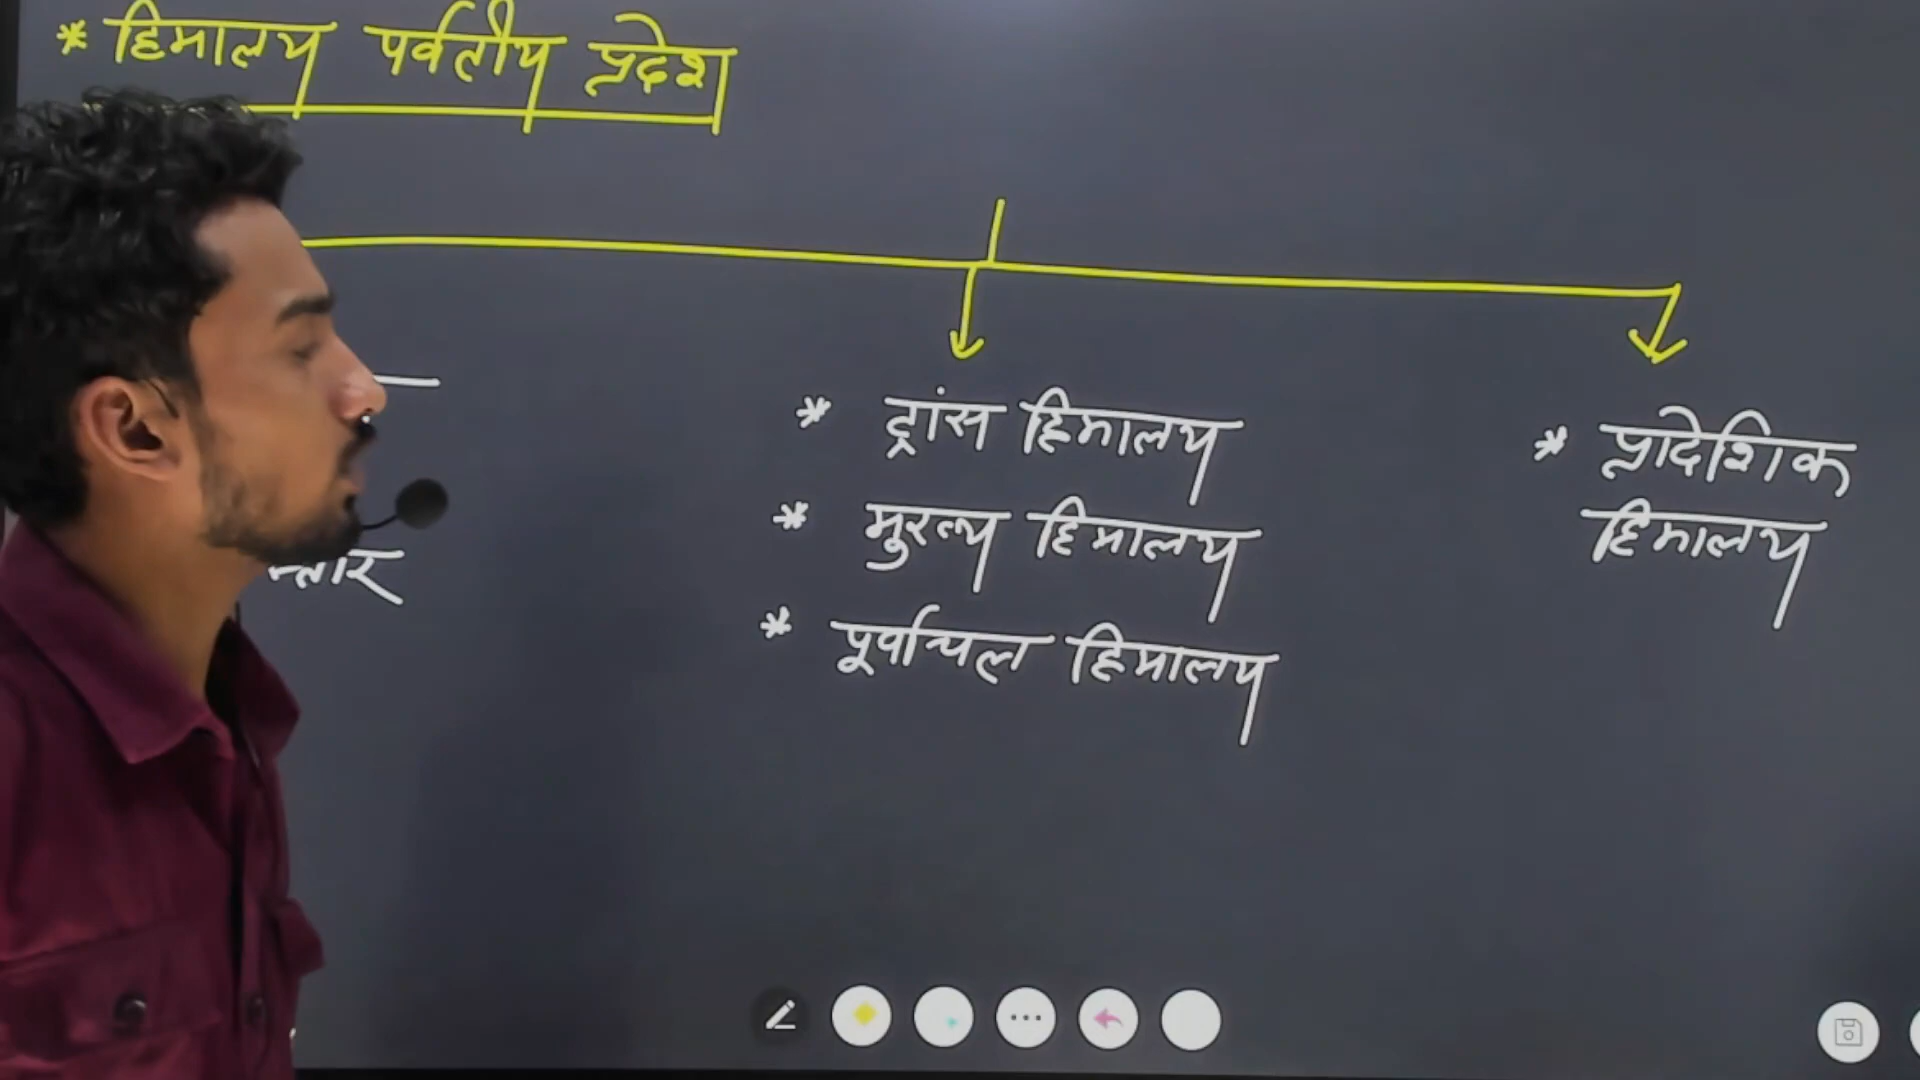 * हिमालय पर्वतीय प्रदेश
* ट्रांस हिमालय
* मुख्य हिमालय
* पूर्वाचल हिमालय
* प्रादेशिक
हिमालय